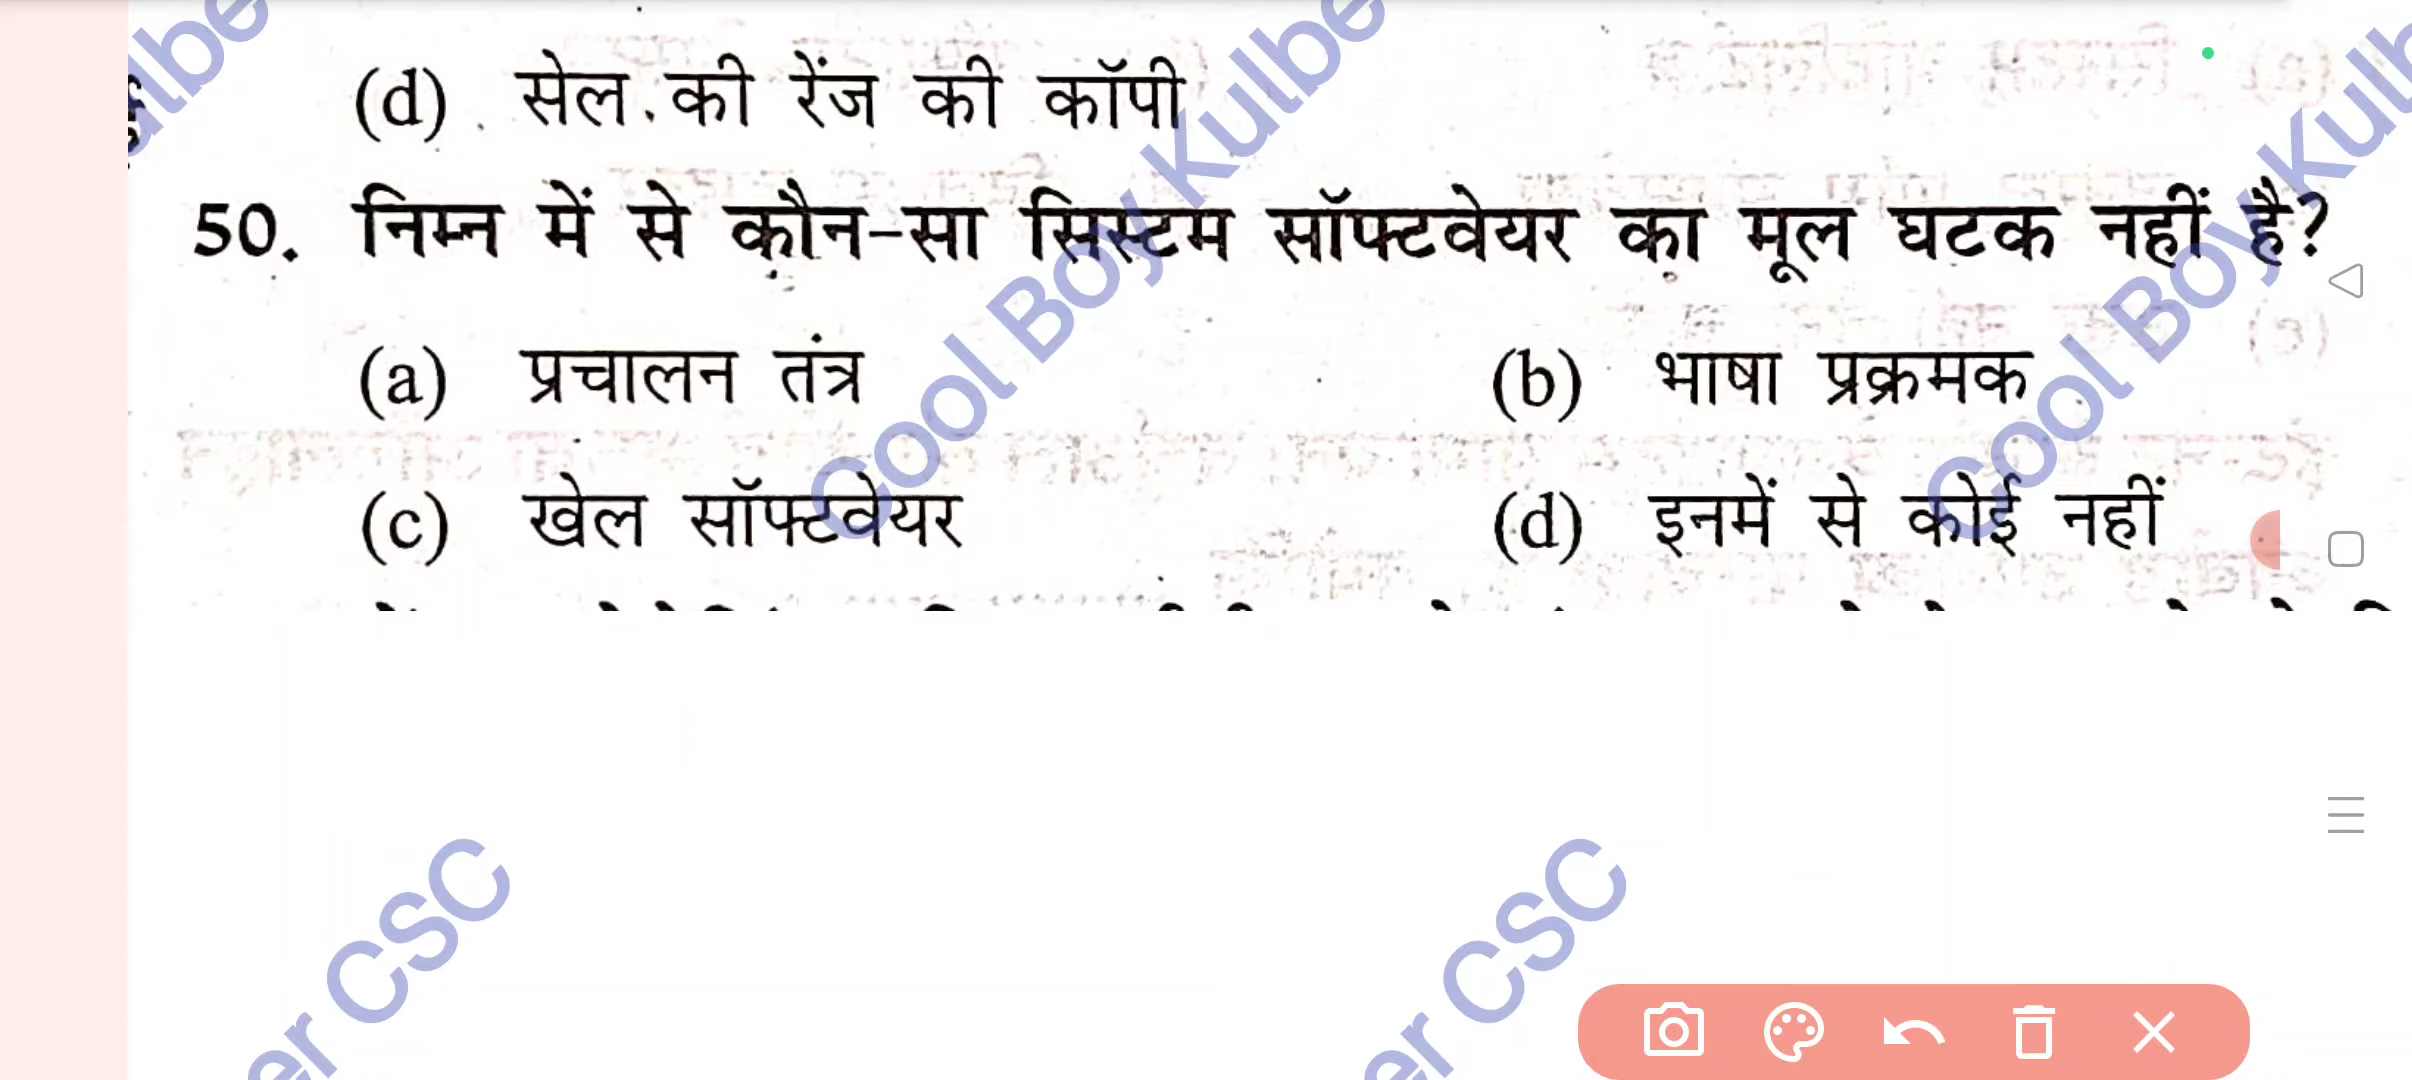 (d) सेल की रेंज की कॉपी
50. निम्न में से कौन-सा सिस्टम सॉफ्टवेयर का मूल घटक नहीं है?
(a) प्रचालन तंत्र (b) भाषा प्रक्रमक
(c) खेल सॉफ्टवेयर (d) इनमें से कोई नहीं
Cool Boy Kulbe
Cool Boy Kulb
er CSC
er CSC